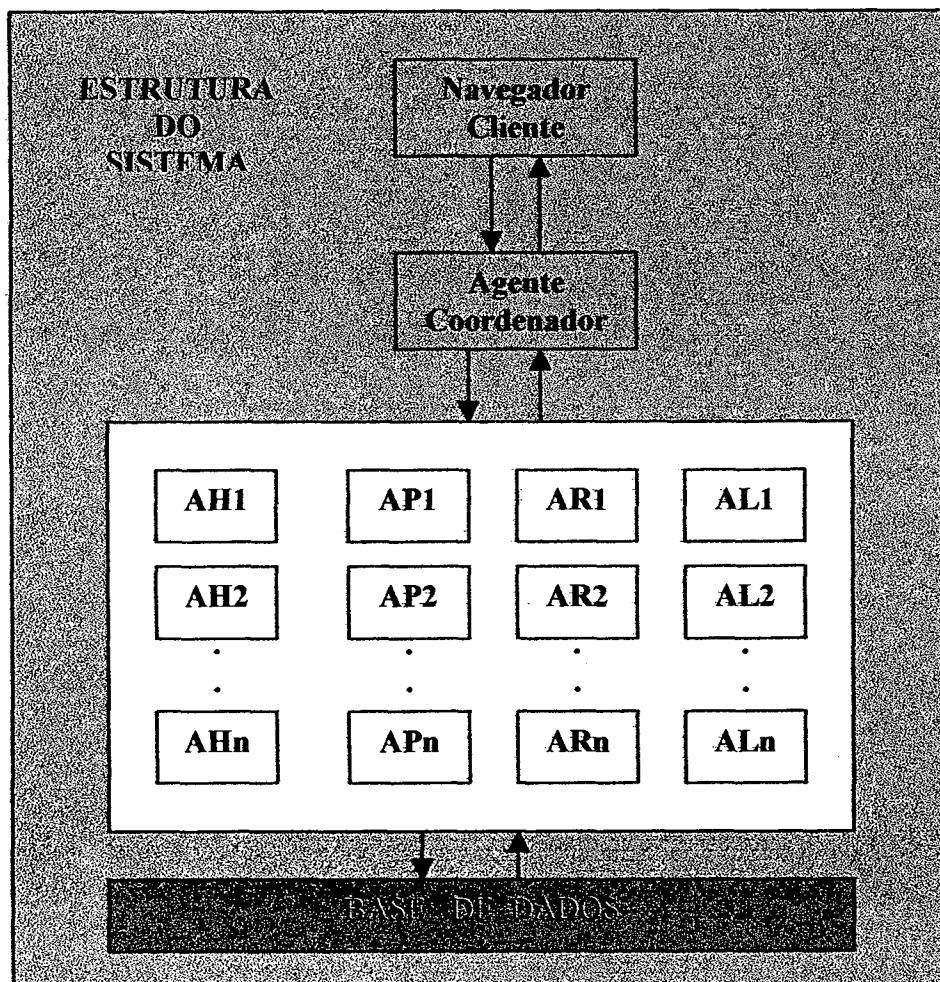 ESTRUTURA
DO
SISTEMA
Navegador
Cliente
Agente
Coordenador
AH1 AP1 AR1 AL1
AH2 AP2 AR2 AL2
. . . .
. . . .
AHn APn ARn ALn
BASE DE DADOS